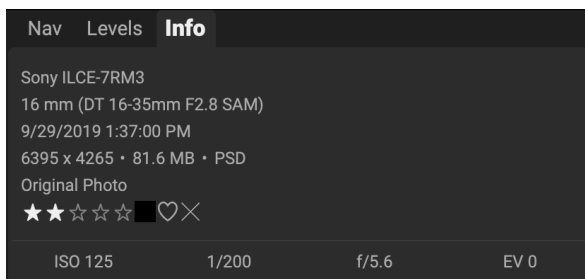 Nav Levels Info
Sony ILCE-7RM3
16 mm (DT 16-35mm F2.8 SAM)
9/29/2019 1:37:00 PM
6395 x 4265 • 81.6 MB • PSD
Original Photo
ISO 125 1/200 f/5.6 EV 0